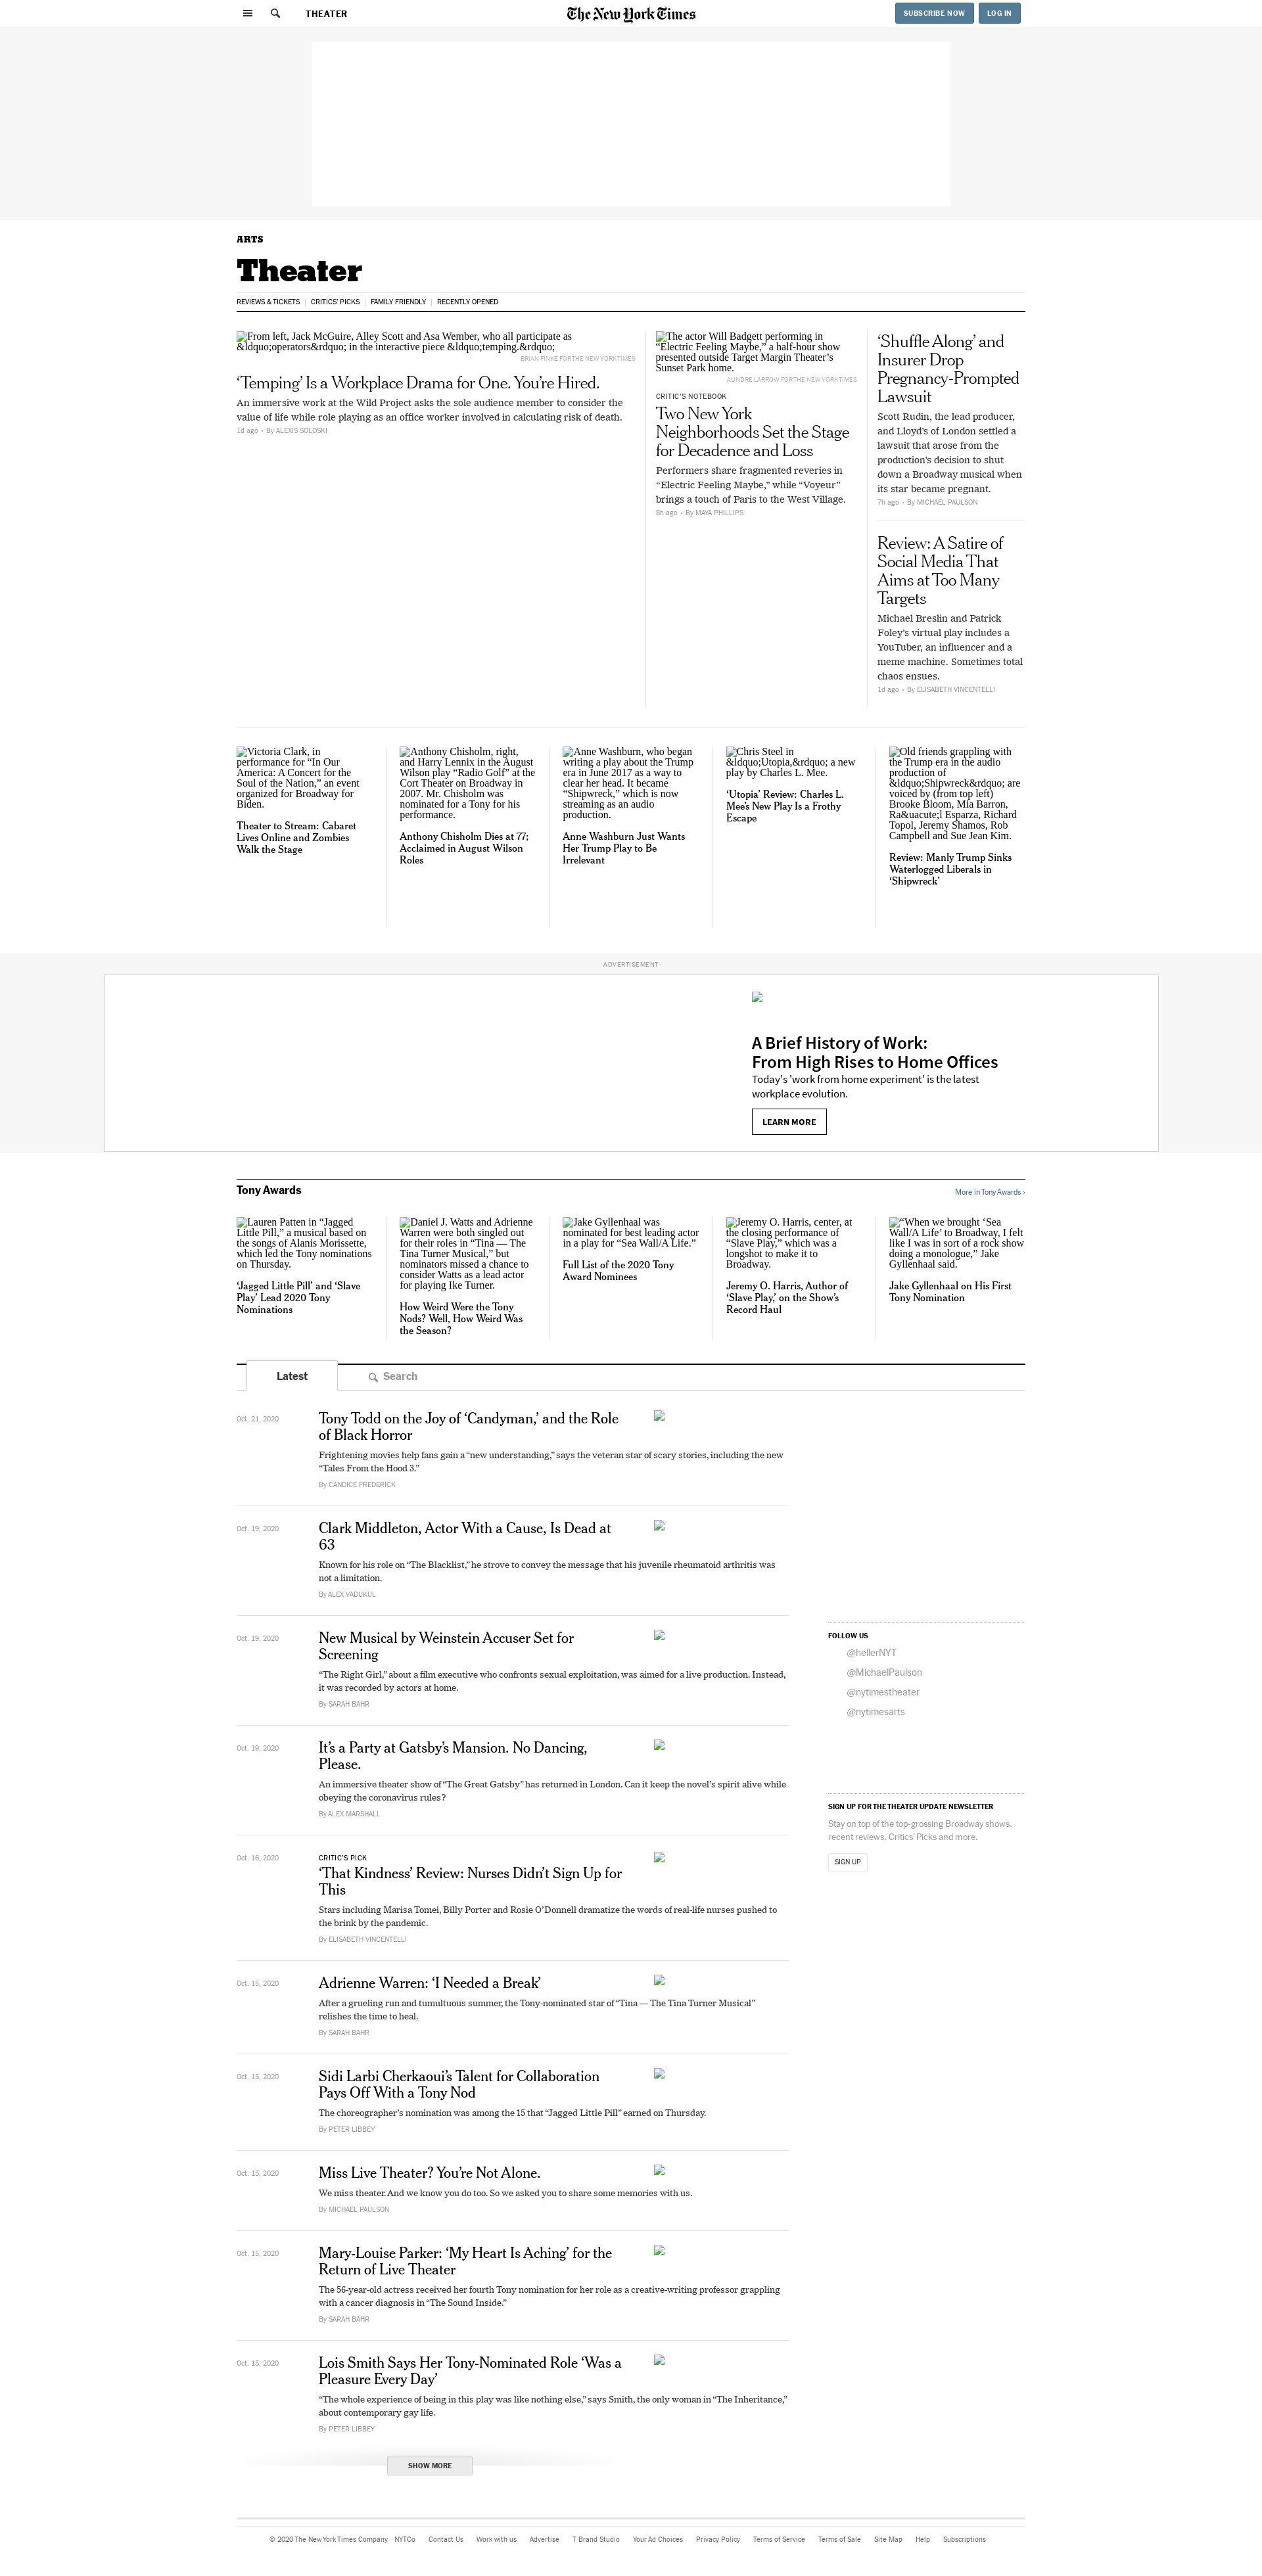 THEATER
The New York Times
SUBSCRIBE NOW
LOG IN
ARTS
Theater
REVIEWS & TICKETS | CRITICS' PICKS | FAMILY FRIENDLY | RECENTLY OPENED
From left, Jack McGuire, Alley Scott and Asa Wember, who all participate as
&ldquo;operators&rdquo; in the interactive piece &ldquo;temping.&rdquo;
BRIAN FINKE FOR THE NEW YORK TIMES
‘Temping’ Is a Workplace Drama for One. You’re Hired.
An immersive work at the Wild Project asks the sole audience member to consider the
value of life while role playing as an office worker involved in calculating risk of death.
1d ago • By ALEXIS SOLOSKI
The actor Will Badgett performing in
“Electric Feeling Maybe,” a half-hour show
presented outside Target Margin Theater’s
Sunset Park home.
AUNDRE LARROW FOR THE NEW YORK TIMES
CRITIC’S NOTEBOOK
Two New York
Neighborhoods Set the Stage
for Decadence and Loss
Performers share fragmented reveries in
“Electric Feeling Maybe,” while “Voyeur”
brings a touch of Paris to the West Village.
8h ago • By MAYA PHILLIPS
‘Shuffle Along’ and
Insurer Drop
Pregnancy-Prompted
Lawsuit
Scott Rudin, the lead producer,
and Lloyd’s of London settled a
lawsuit that arose from the
production’s decision to shut
down a Broadway musical when
its star became pregnant.
7h ago • By MICHAEL PAULSON
Review: A Satire of
Social Media That
Aims at Too Many
Targets
Michael Breslin and Patrick
Foley’s virtual play includes a
YouTuber, an influencer and a
meme machine. Sometimes total
chaos ensues.
1d ago • By ELISABETH VINCENTELLI
Victoria Clark, in
performance for “In Our
America: A Concert for the
Soul of the Nation,” an event
organized for Broadway for
Biden.
Theater to Stream: Cabaret
Lives Online and Zombies
Walk the Stage
Anthony Chisholm, right,
and Harry Lennix in the August
Wilson play “Radio Golf” at the
Cort Theater on Broadway in
2007. Mr. Chisholm was
nominated for a Tony for his
performance.
Anthony Chisholm Dies at 77;
Acclaimed in August Wilson
Roles
Anne Washburn, who began
writing a play about the Trump
era in June 2017 as a way to
clear her head. It became
“Shipwreck,” which is now
streaming as an audio
production.
Anne Washburn Just Wants
Her Trump Play to Be
Irrelevant
Chris Steel in
&ldquo;Utopia,&rdquo; a new
play by Charles L. Mee.
‘Utopia’ Review: Charles L.
Mee’s New Play Is a Frothy
Escape
Old friends grappling with
the Trump era in the audio
production of
&ldquo;Shipwreck&rdquo; are
voiced by (from top left)
Brooke Bloom, Mia Barron,
Ra&uacute;l Esparza, Richard
Topol, Jeremy Shamos, Rob
Campbell and Sue Jean Kim.
Review: Manly Trump Sinks
Waterlogged Liberals in
‘Shipwreck’
ADVERTISEMENT
A Brief History of Work:
From High Rises to Home Offices
Today's 'work from home experiment' is the latest
workplace evolution.
LEARN MORE
Tony Awards
More in Tony Awards ›
Lauren Patten in “Jagged
Little Pill,” a musical based on
the songs of Alanis Morissette,
which led the Tony nominations
on Thursday.
‘Jagged Little Pill’ and ‘Slave
Play’ Lead 2020 Tony
Nominations
Daniel J. Watts and Adrienne
Warren were both singled out
for their roles in “Tina — The
Tina Turner Musical,” but
nominators missed a chance to
consider Watts as a lead actor
for playing Ike Turner.
How Weird Were the Tony
Nods? Well, How Weird Was
the Season?
Jake Gyllenhaal was
nominated for best leading actor
in a play for “Sea Wall/A Life.”
Full List of the 2020 Tony
Award Nominees
Jeremy O. Harris, center, at
the closing performance of
“Slave Play,” which was a
longshot to make it to
Broadway.
Jeremy O. Harris, Author of
‘Slave Play,’ on the Show’s
Record Haul
“When we brought ‘Sea
Wall/A Life’ to Broadway, I felt
like I was in sort of a rock show
doing a monologue,” Jake
Gyllenhaal said.
Jake Gyllenhaal on His First
Tony Nomination
Latest
Search
Oct. 21, 2020
Tony Todd on the Joy of ‘Candyman,’ and the Role
of Black Horror
Frightening movies help fans gain a “new understanding,” says the veteran star of scary stories, including the new
“Tales From the Hood 3.”
By CANDICE FREDERICK
Oct. 19, 2020
Clark Middleton, Actor With a Cause, Is Dead at
63
Known for his role on “The Blacklist,” he strove to convey the message that his juvenile rheumatoid arthritis was
not a limitation.
By ALEX VADUKUL
Oct. 19, 2020
New Musical by Weinstein Accuser Set for
Screening
“The Right Girl,” about a film executive who confronts sexual exploitation, was aimed for a live production. Instead,
it was recorded by actors at home.
By SARAH BAHR
Oct. 19, 2020
It’s a Party at Gatsby’s Mansion. No Dancing,
Please.
An immersive theater show of “The Great Gatsby” has returned in London. Can it keep the novel’s spirit alive while
obeying the coronavirus rules?
By ALEX MARSHALL
Oct. 16, 2020
CRITIC’S PICK
‘That Kindness’ Review: Nurses Didn’t Sign Up for
This
Stars including Marisa Tomei, Billy Porter and Rosie O’Donnell dramatize the words of real-life nurses pushed to
the brink by the pandemic.
By ELISABETH VINCENTELLI
Oct. 15, 2020
Adrienne Warren: ‘I Needed a Break’
After a grueling run and tumultuous summer, the Tony-nominated star of “Tina — The Tina Turner Musical”
relishes the time to heal.
By SARAH BAHR
Oct. 15, 2020
Sidi Larbi Cherkaoui’s Talent for Collaboration
Pays Off With a Tony Nod
The choreographer’s nomination was among the 15 that “Jagged Little Pill” earned on Thursday.
By PETER LIBBEY
Oct. 15, 2020
Miss Live Theater? You’re Not Alone.
We miss theater. And we know you do too. So we asked you to share some memories with us.
By MICHAEL PAULSON
Oct. 15, 2020
Mary-Louise Parker: ‘My Heart Is Aching’ for the
Return of Live Theater
The 56-year-old actress received her fourth Tony nomination for her role as a creative-writing professor grappling
with a cancer diagnosis in “The Sound Inside.”
By SARAH BAHR
Oct. 15, 2020
Lois Smith Says Her Tony-Nominated Role ‘Was a
Pleasure Every Day’
“The whole experience of being in this play was like nothing else,” says Smith, the only woman in “The Inheritance,”
about contemporary gay life.
By PETER LIBBEY
SHOW MORE
FOLLOW US
@hellerNYT
@MichaelPaulson
@nytimestheater
@nytimesarts
SIGN UP FOR THE THEATER UPDATE NEWSLETTER
Stay on top of the top-grossing Broadway shows,
recent reviews, Critics’ Picks and more.
SIGN UP
© 2020 The New York Times Company NYTCo Contact Us Work with us Advertise T Brand Studio Your Ad Choices Privacy Policy Terms of Service Terms of Sale Site Map Help Subscriptions